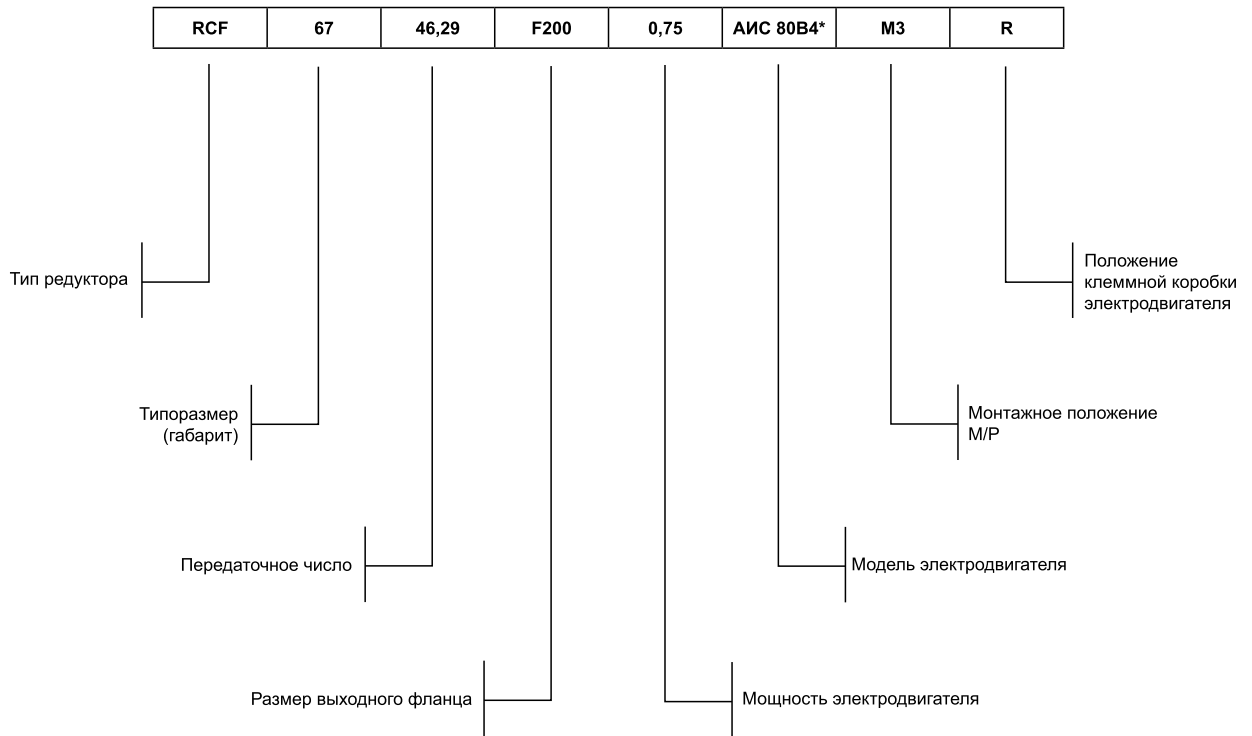 RCF 67 46,29 F200 0,75 АИС 80В4* М3 R
Тип редуктора
Положение
клеммной коробки
электродвигателя
Типоразмер
(габарит)
Монтажное положение
М/Р
Передаточное число
Модель электродвигателя
Размер выходного фланца
Мощность электродвигателя